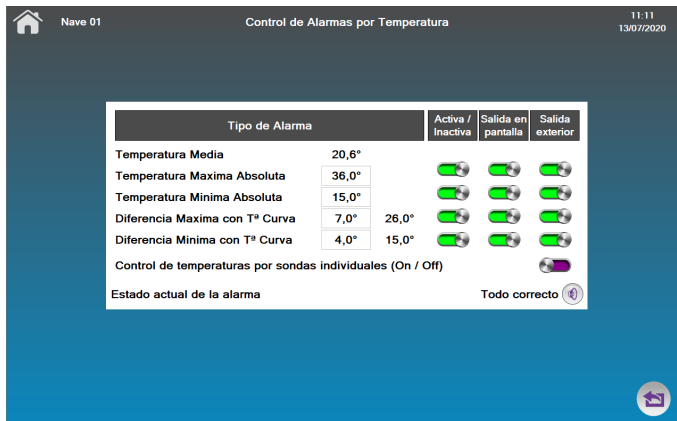 Nave 01 Control de Alarmas por Temperatura 11:11
13/07/2020
Tipo de Alarma Activa / Inactiva Salida en pantalla Salida exterior
Temperatura Media 20,6°
Temperatura Maxima Absoluta 36,0°
Temperatura Minima Absoluta 15,0°
Diferencia Maxima con Tª Curva 7,0° 26,0°
Diferencia Minima con Tª Curva 4,0° 15,0°
Control de temperaturas por sondas individuales (On / Off)
Estado actual de la alarma Todo correcto